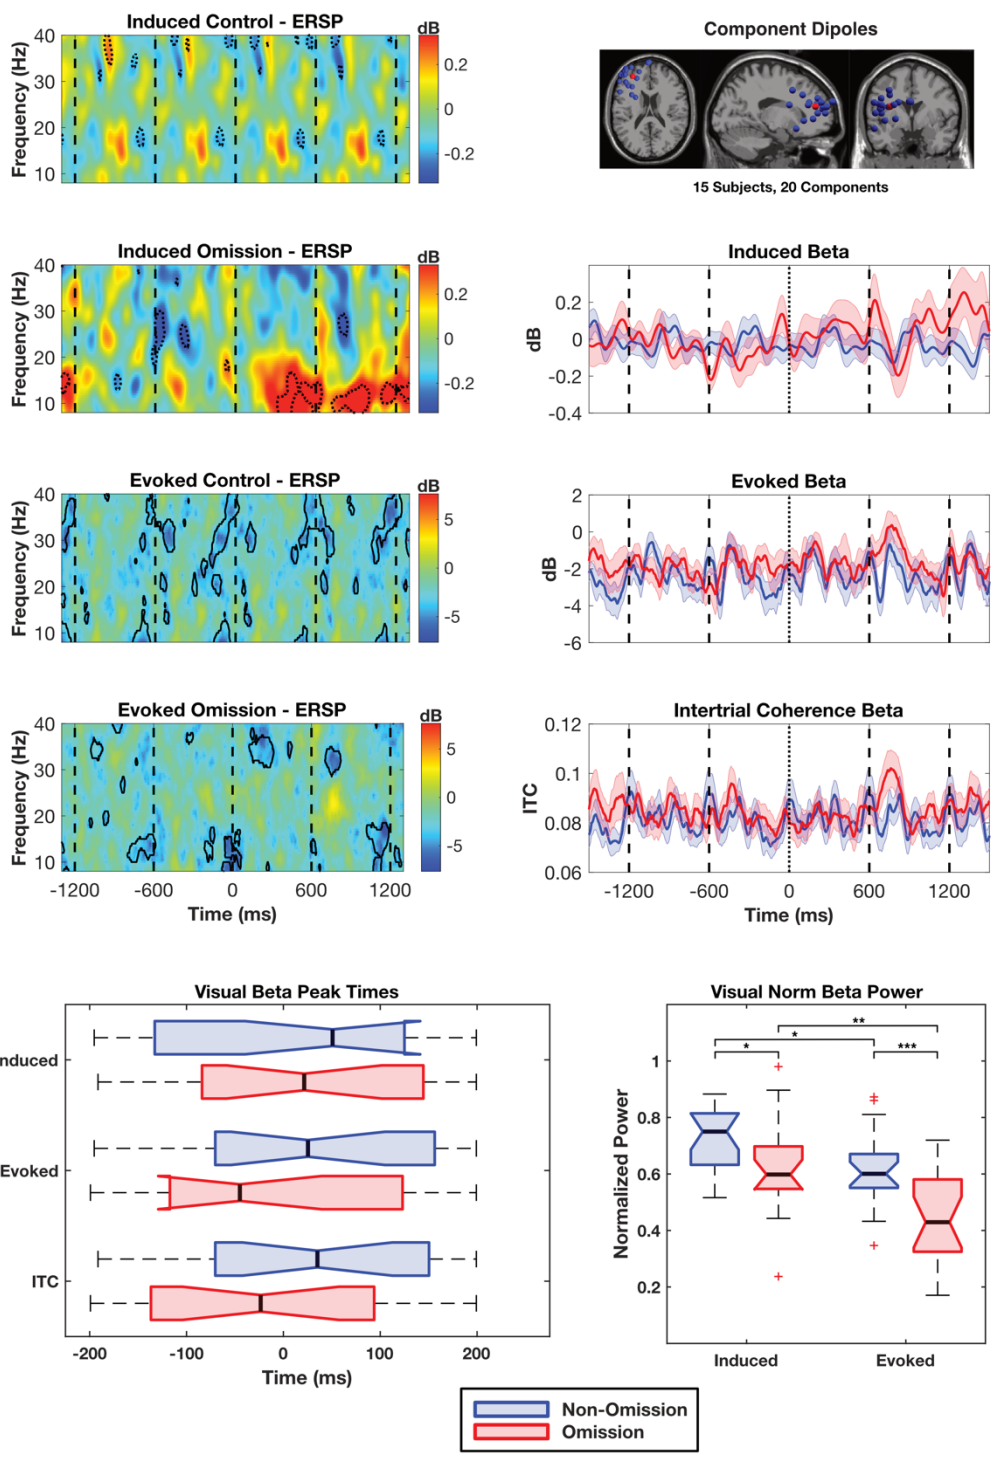 Induced Control - ERSP
dB
Frequency (Hz)
40
30
20
10
0.2
0
-0.2
Component Dipoles
15 Subjects, 20 Components
Induced Omission - ERSP
dB
Frequency (Hz)
40
30
20
10
0.2
0
-0.2
Induced Beta
dB
0.2
0
-0.2
-0.4
Evoked Control - ERSP
dB
Frequency (Hz)
40
30
20
10
5
0
-5
Evoked Beta
dB
2
0
-2
-4
-6
Evoked Omission - ERSP
dB
Frequency (Hz)
40
30
20
10
5
0
-5
-1200 -600 0 600 1200
Time (ms)
Intertrial Coherence Beta
ITC
0.12
0.1
0.08
0.06
-1200 -600 0 600 1200
Time (ms)
Visual Beta Peak Times
nduced
Evoked
ITC
-200 -100 0 100 200
Time (ms)
Visual Norm Beta Power
Normalized Power
**
*
* ***
1
0.8
0.6
0.4
0.2
Induced Evoked
Non-Omission
Omission